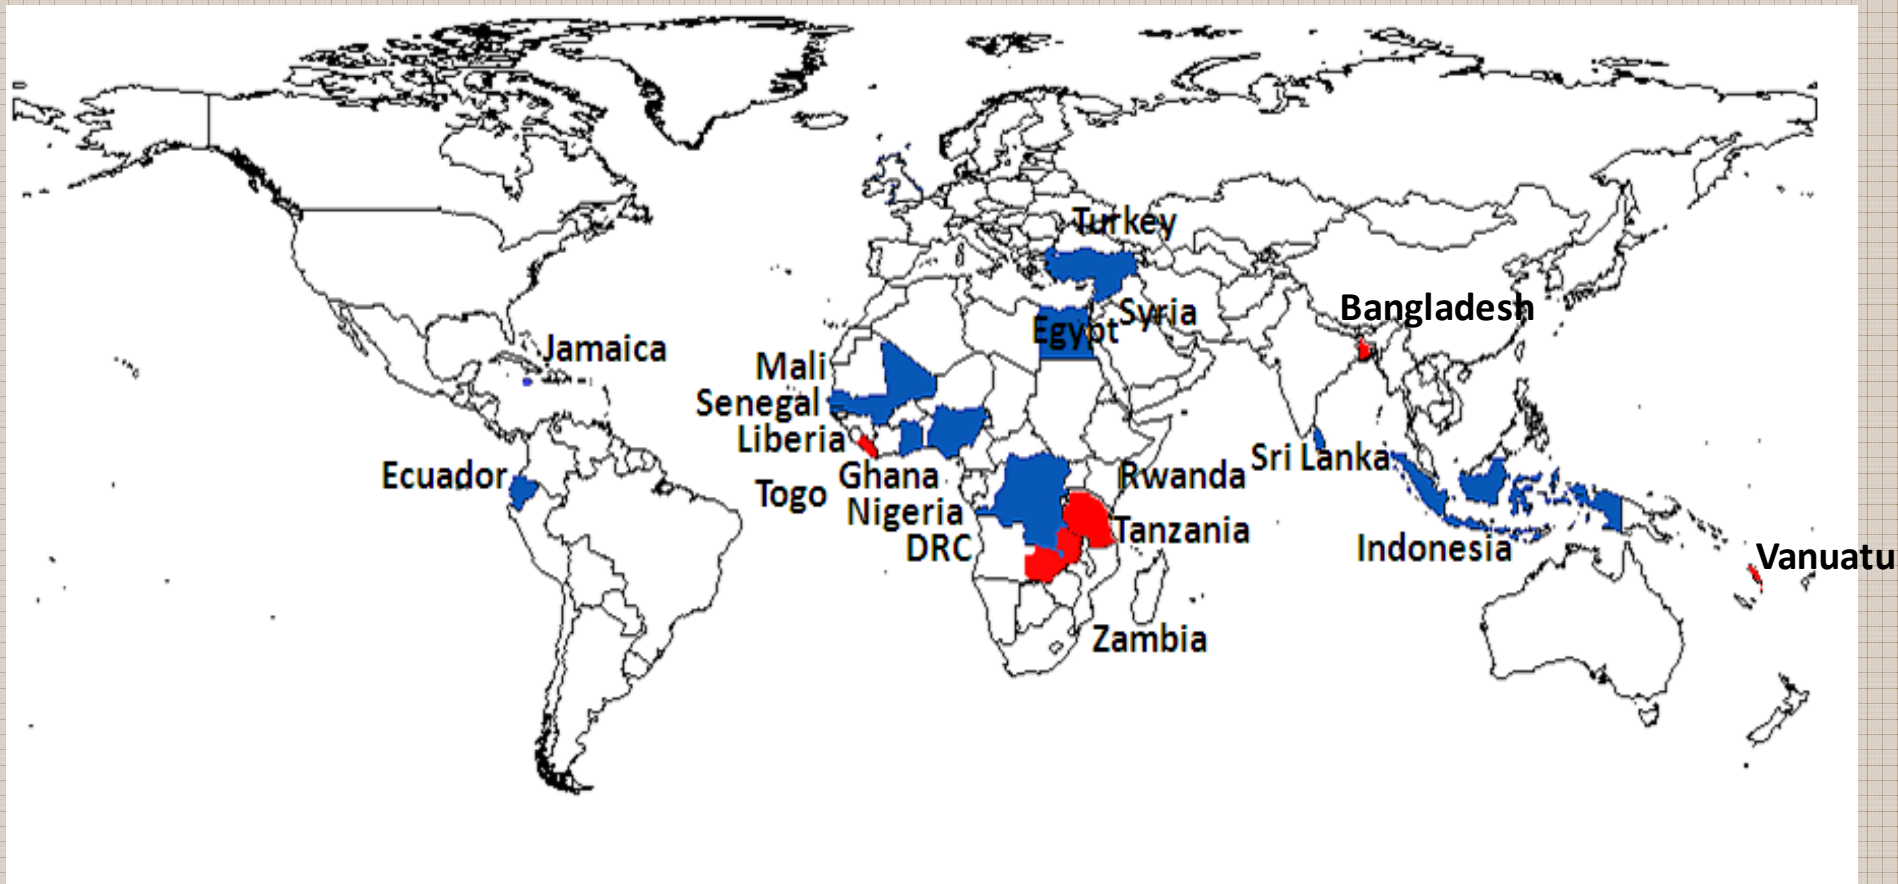 Turkey
Bangladesh
Syria
Egypt
Jamaica
Mali
Senegal
Liberia
Sri Lanka
Ecuador
Ghana
Rwanda
Togo
Nigeria
Tanzania
DRC
Indonesia
Vanuatu
Zambia